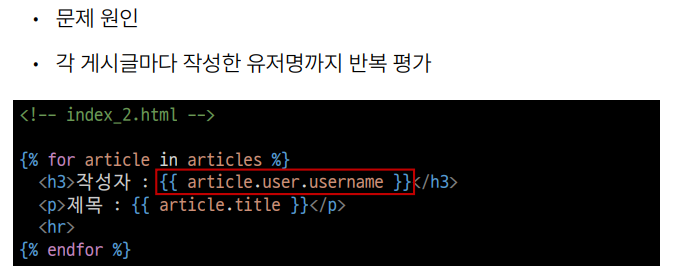 • 문제 원인
• 각 게시글마다 작성한 유저명까지 반복 평가
<!-- index_2.html -->
{% for article in articles %}
<h3>작성자 : {{ article.user.username }}</h3>
<p>제목 : {{ article.title }}</p>
<hr>
{% endfor %}